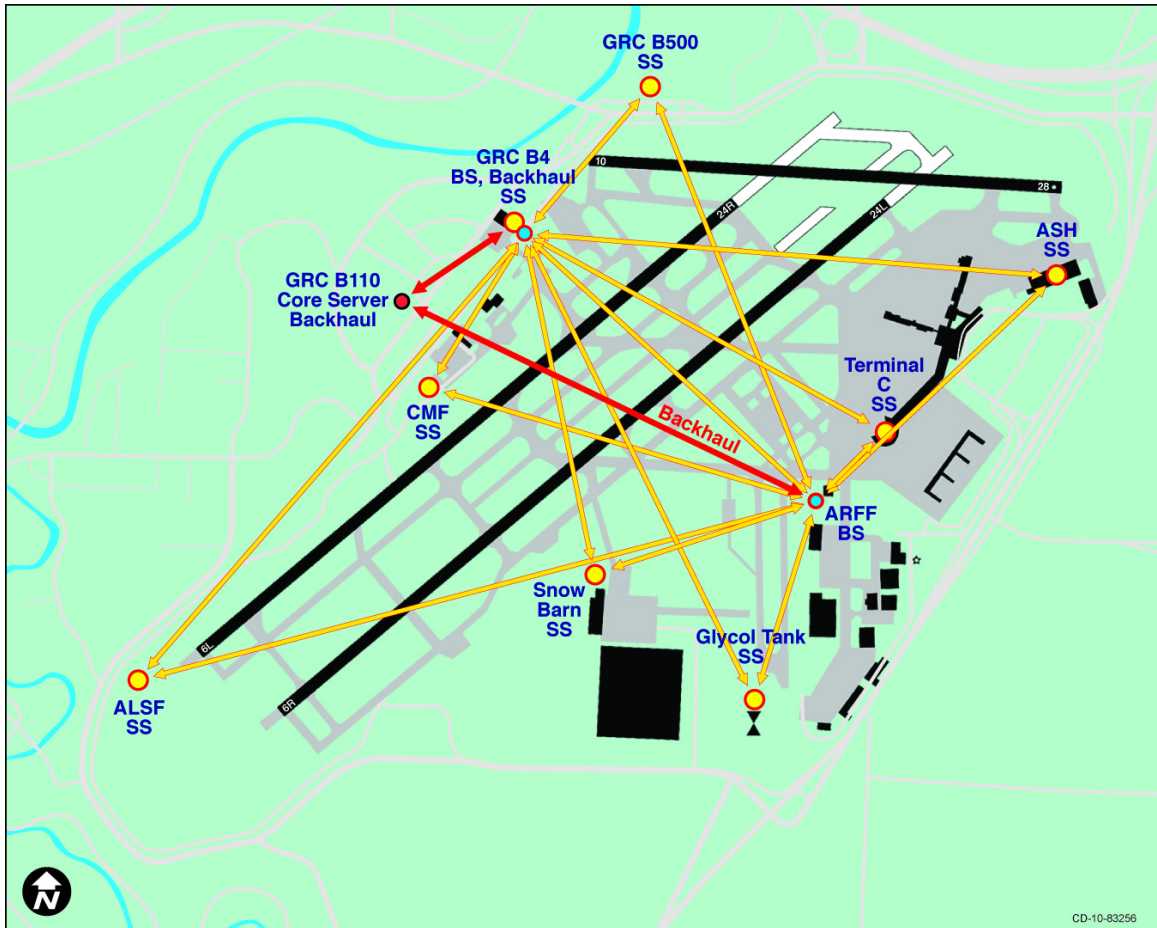 GRC B500
SS
GRC B4
BS, Backhaul
SS
10
28
24R
24L
ASH
SS
GRC B110
Core Server
Backhaul
Terminal
C
SS
CMF
SS
Backhaul
ARFF
BS
Snow
Barn
SS
Glycol Tank
SS
6L
6R
ALSF
SS
N
CD-10-83256